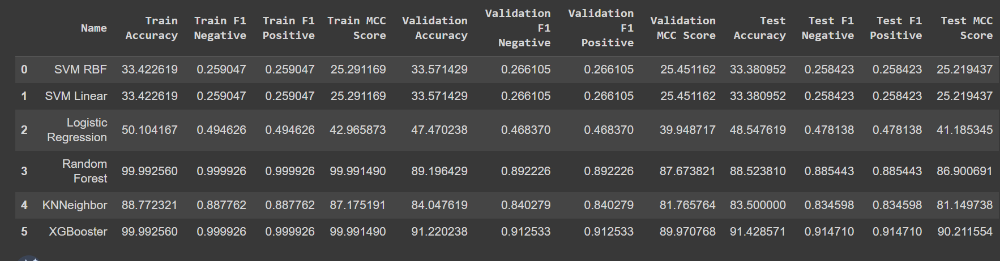 Name Train Accuracy Train F1 Negative Train F1 Positive Train MCC Score Validation Accuracy Validation F1 Negative Validation F1 Positive Validation MCC Score Test Accuracy Test F1 Negative Test F1 Positive Test MCC Score
0 SVM RBF 33.422619 0.259047 0.259047 25.291169 33.571429 0.266105 0.266105 25.451162 33.380952 0.258423 0.258423 25.219437
1 SVM Linear 33.422619 0.259047 0.259047 25.291169 33.571429 0.266105 0.266105 25.451162 33.380952 0.258423 0.258423 25.219437
2 Logistic Regression 50.104167 0.494626 0.494626 42.965873 47.470238 0.468370 0.468370 39.948717 48.547619 0.478138 0.478138 41.185345
3 Random Forest 99.992560 0.999926 0.999926 99.991490 89.196429 0.892226 0.892226 87.673821 88.523810 0.885443 0.885443 86.900691
4 KNNeighbor 88.772321 0.887762 0.887762 87.175191 84.047619 0.840279 0.840279 81.765764 83.500000 0.834598 0.834598 81.149738
5 XGBooster 99.992560 0.999926 0.999926 99.991490 91.220238 0.912533 0.912533 89.970768 91.428571 0.914710 0.914710 90.211554